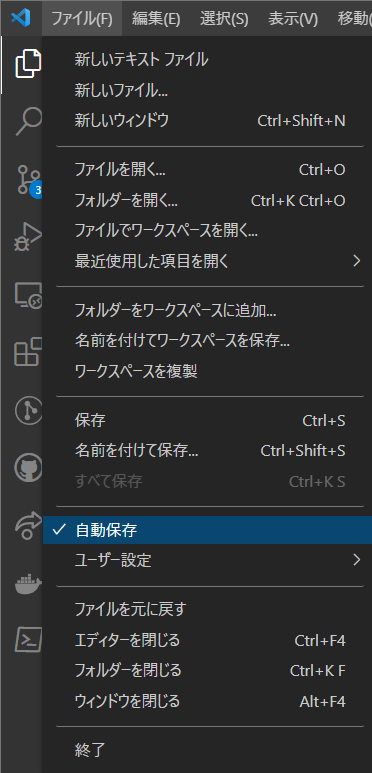 ファイル(F) 編集(E) 選択(S) 表示(V) 移動(
新しいテキスト ファイル
新しいファイル...
新しいウィンドウ Ctrl+Shift+N
ファイルを開く... Ctrl+O
フォルダーを開く... Ctrl+K Ctrl+O
ファイルでワークスペースを開く...
最近使用した項目を開く
フォルダーをワークスペースに追加...
名前を付けてワークスペースを保存...
ワークスペースを複製
保存 Ctrl+S
名前を付けて保存... Ctrl+Shift+S
すべて保存 Ctrl+K S
自動保存
ユーザー設定
ファイルを元に戻す
エディターを閉じる Ctrl+F4
フォルダーを閉じる Ctrl+K F
ウィンドウを閉じる Alt+F4
終了
3